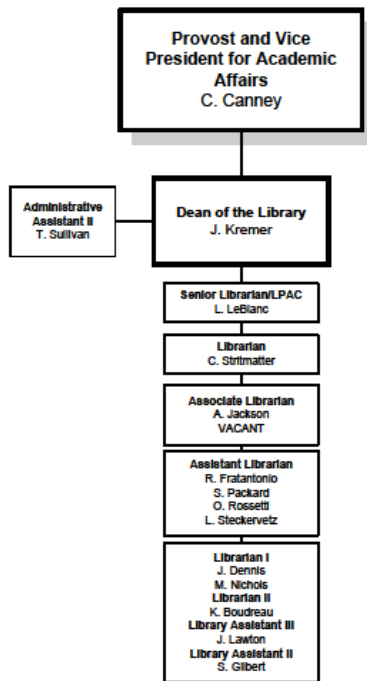 Provost and Vice
President for Academic
Affairs
C. Canney
Administrative
Assistant II
T. Sullivan
Dean of the Library
J. Kremer
Senior Librarian/LPAC
L. LeBlanc
Librarian
C. Stritmatter
Associate Librarian
A. Jackson
VACANT
Assistant Librarian
R. Fratantonio
S. Packard
O. Rossetti
L. Steckervetz
Librarian I
J. Dennis
M. Nichols
Librarian II
K. Boudreau
Library Assistant III
J. Lawton
Library Assistant II
S. Gilbert